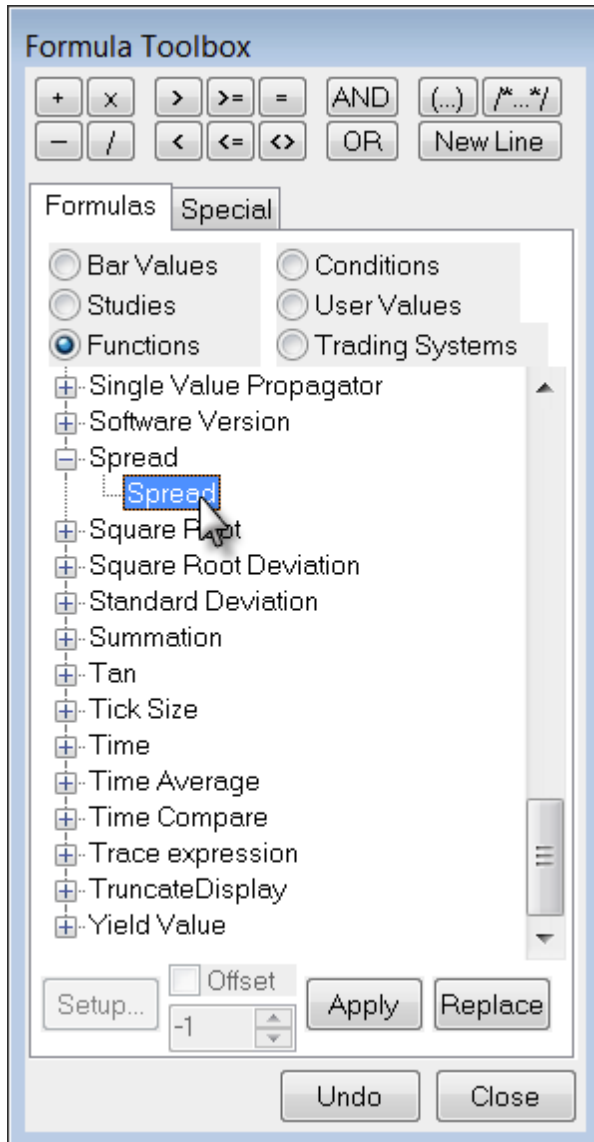 Formula Toolbox
+ x > >= = AND (...) /*...*/
− / < <= <> OR New Line
Formulas Special
Bar Values Conditions
Studies User Values
Functions Trading Systems
Single Value Propagator
Software Version
Spread
Spread
Square Root
Square Root Deviation
Standard Deviation
Summation
Tan
Tick Size
Time
Time Average
Time Compare
Trace expression
TruncateDisplay
Yield Value
Setup... Offset Apply Replace
-1
Undo Close